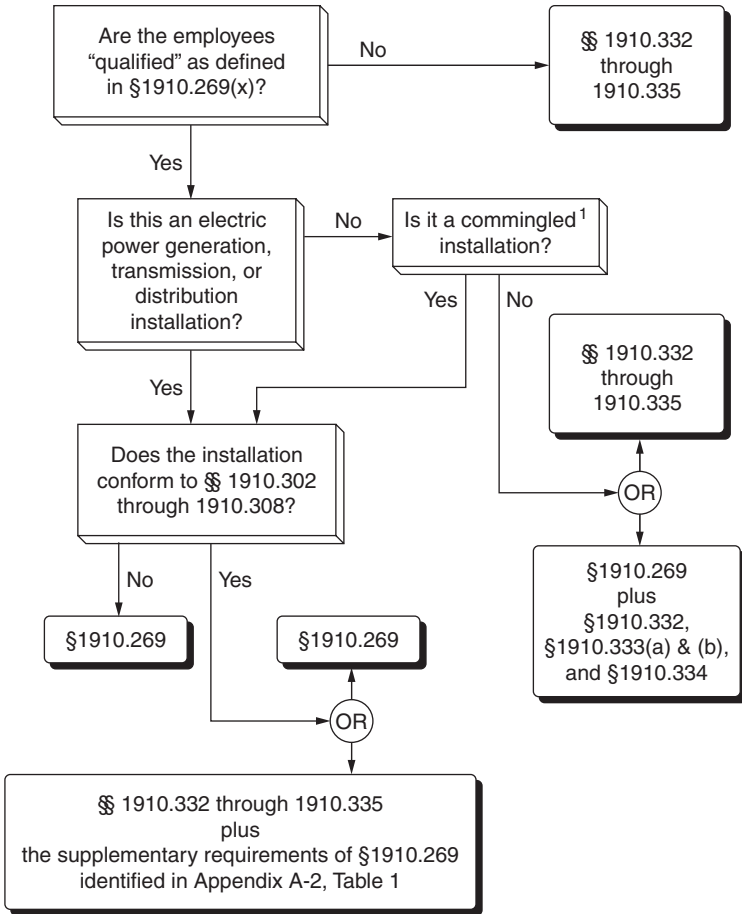 Are the employees
“qualified” as defined
in §1910.269(x)?
No
§§ 1910.332
through
1910.335
Yes
Is this an electric
power generation,
transmission, or
distribution
installation?
No
Is it a commingled¹
installation?
Yes
No
§§ 1910.332
through
1910.335
Yes
Does the installation
conform to §§ 1910.302
through 1910.308?
OR
§1910.269
plus
§1910.332,
§1910.333(a) & (b),
and §1910.334
No
Yes
§1910.269
§1910.269
OR
§§ 1910.332 through 1910.335
plus
the supplementary requirements of §1910.269
identified in Appendix A-2, Table 1